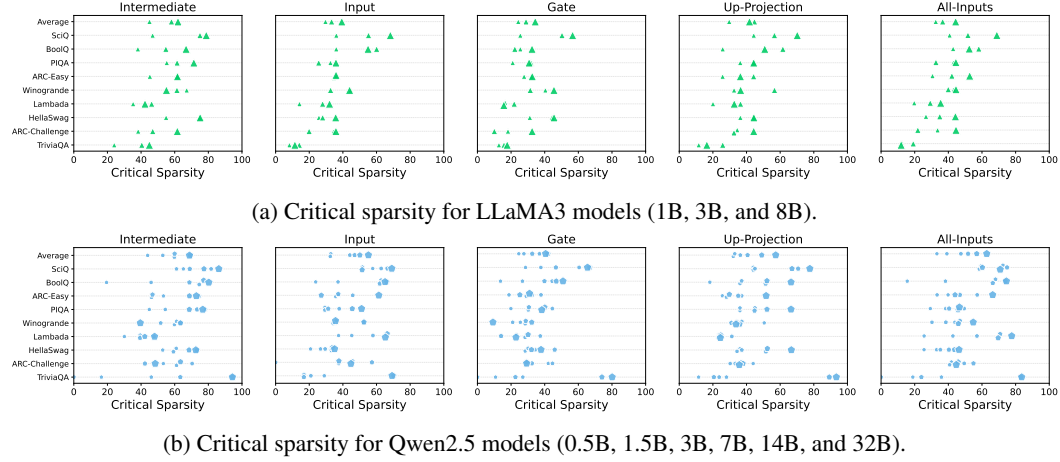 Intermediate Input Gate Up-Projection All-Inputs
Average
SciQ
BoolQ
PIQA
ARC-Easy
Winogrande
Lambada
HellaSwag
ARC-Challenge
TriviaQA
0 20 40 60 80 100 0 20 40 60 80 100 0 20 40 60 80 100 0 20 40 60 80 100 0 20 40 60 80 100
Critical Sparsity Critical Sparsity Critical Sparsity Critical Sparsity Critical Sparsity
(a) Critical sparsity for LLaMA3 models (1B, 3B, and 8B).
Intermediate Input Gate Up-Projection All-Inputs
Average
SciQ
BoolQ
ARC-Easy
PIQA
Winogrande
Lambada
HellaSwag
ARC-Challenge
TriviaQA
0 20 40 60 80 100 0 20 40 60 80 100 0 20 40 60 80 100 0 20 40 60 80 100 0 20 40 60 80 100
Critical Sparsity Critical Sparsity Critical Sparsity Critical Sparsity Critical Sparsity
(b) Critical sparsity for Qwen2.5 models (0.5B, 1.5B, 3B, 7B, 14B, and 32B).